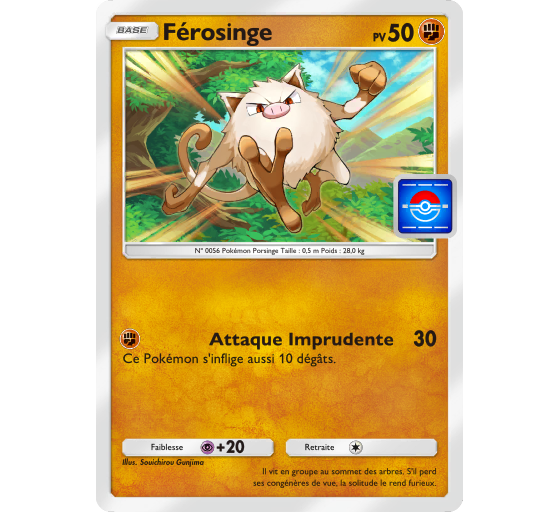 BASE Férosinge PV 50
N° 0056 Pokémon Porsinge Taille : 0,5 m Poids : 28,0 kg
Attaque Imprudente 30
Ce Pokémon s'inflige aussi 10 dégâts.
Faiblesse +20 Retraite
Illus. Souichirou Gunjima
Il vit en groupe au sommet des arbres. S'il perd
ses congénères de vue, la solitude le rend furieux.